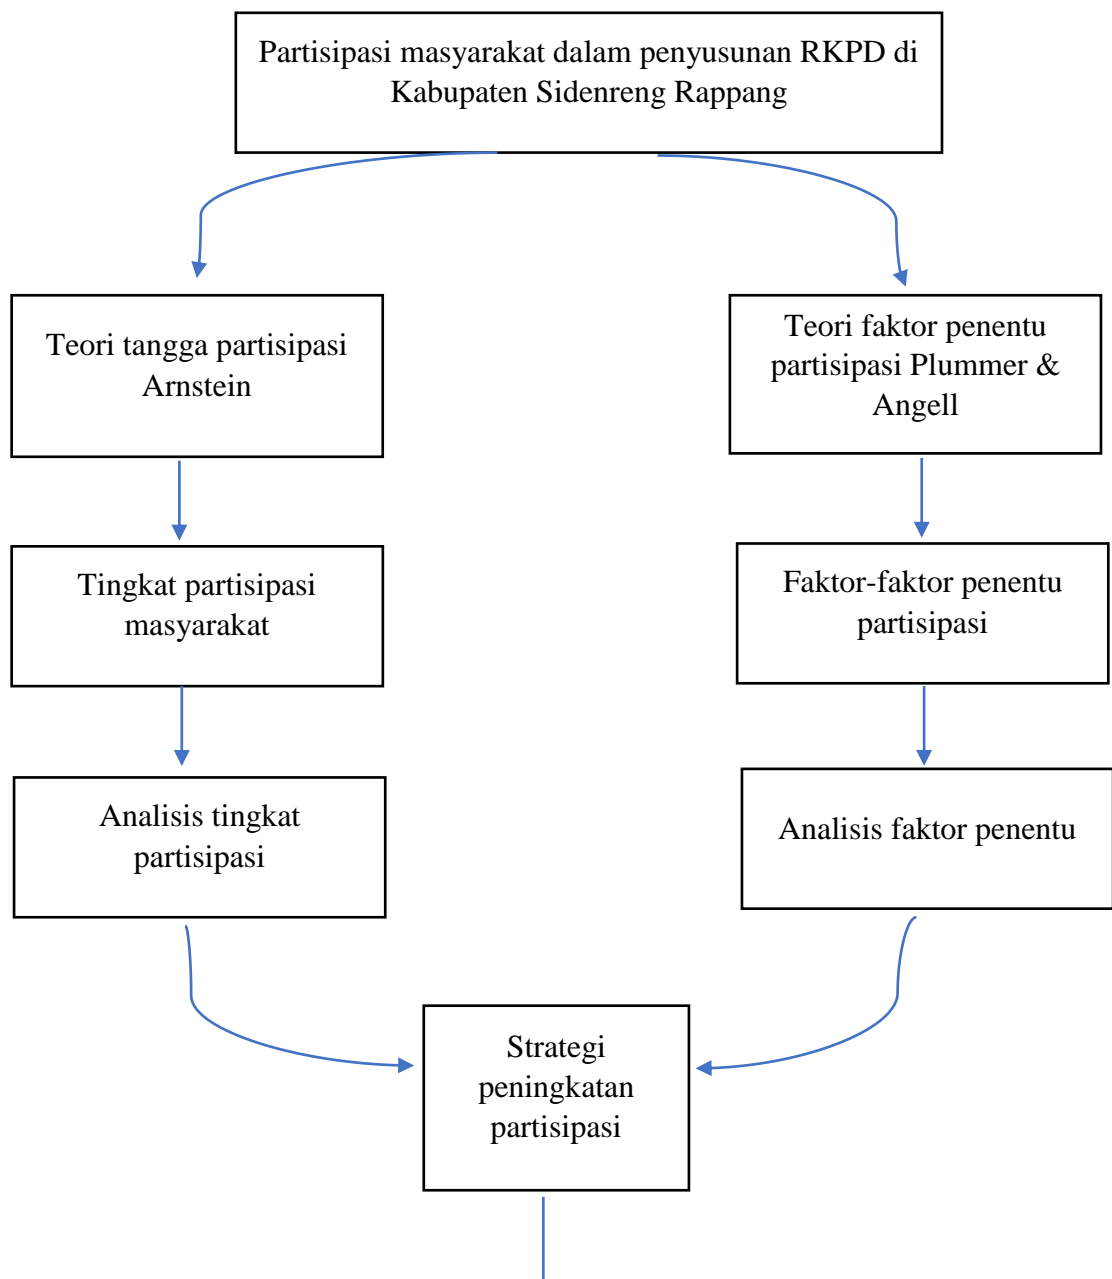 Partisipasi masyarakat dalam penyusunan RKPD di
Kabupaten Sidenreng Rappang
Teori tangga partisipasi
Arnstein
Teori faktor penentu
partisipasi Plummer &
Angell
Tingkat partisipasi
masyarakat
Faktor-faktor penentu
partisipasi
Analisis tingkat
partisipasi
Analisis faktor penentu
Strategi
peningkatan
partisipasi